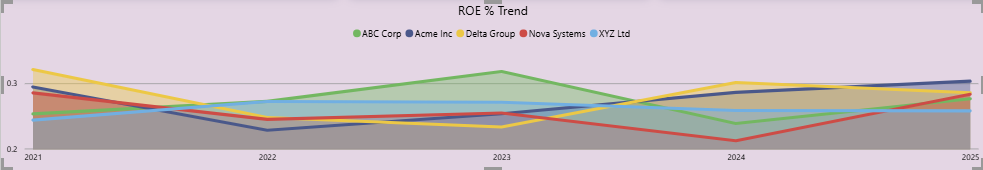 ROE % Trend
ABC Corp Acme Inc Delta Group Nova Systems XYZ Ltd
0.3
0.2
2021 2022 2023 2024 2025